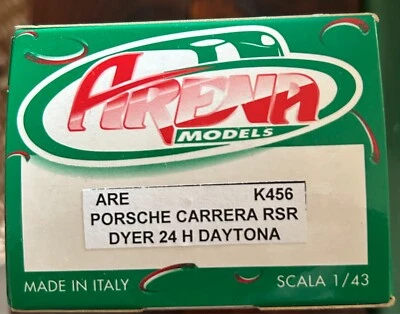 ARENA
MODELS
ARE K456
PORSCHE CARRERA RSR
DYER 24 H DAYTONA
MADE IN ITALY SCALA 1/43